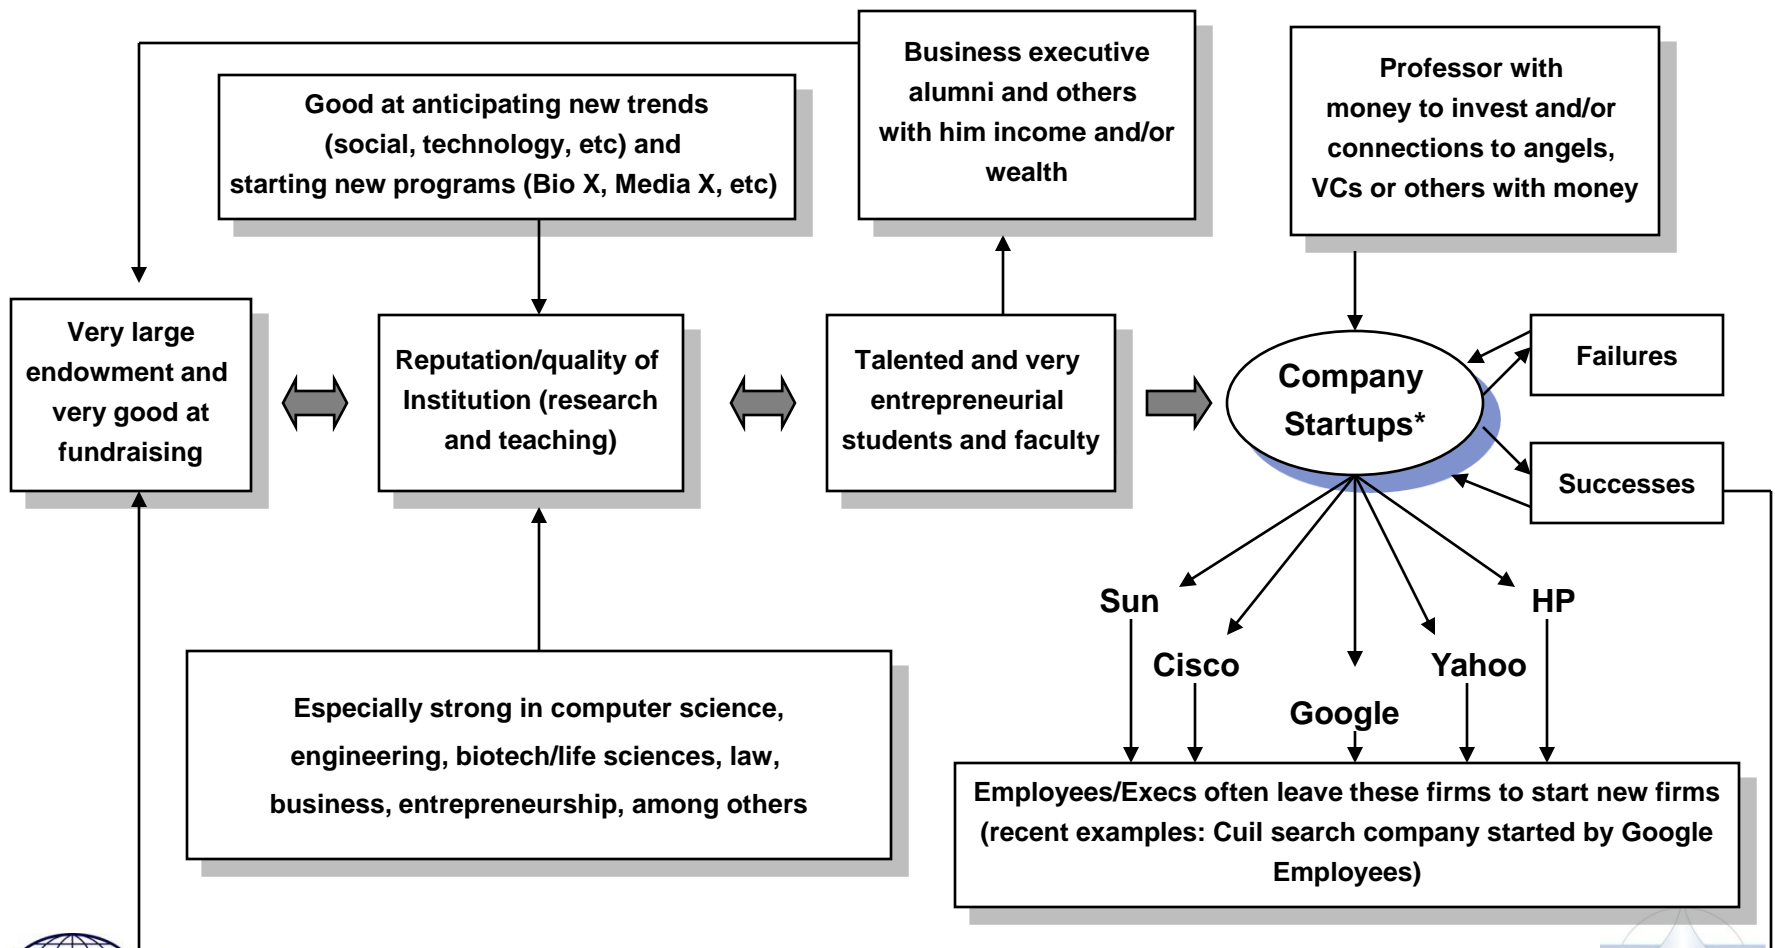 Business executive
alumni and others
with him income and/or
wealth
Professor with
money to invest and/or
connections to angels,
VCs or others with money
Good at anticipating new trends
(social, technology, etc) and
starting new programs (Bio X, Media X, etc)
Very large
endowment and
very good at
fundraising
Reputation/quality of
Institution (research
and teaching)
Talented and very
entrepreneurial
students and faculty
Company
Startups*
Failures
Successes
Sun
HP
Cisco
Yahoo
Google
Especially strong in computer science,
engineering, biotech/life sciences, law,
business, entrepreneurship, among others
Employees/Execs often leave these firms to start new firms
(recent examples: Cuil search company started by Google
Employees)